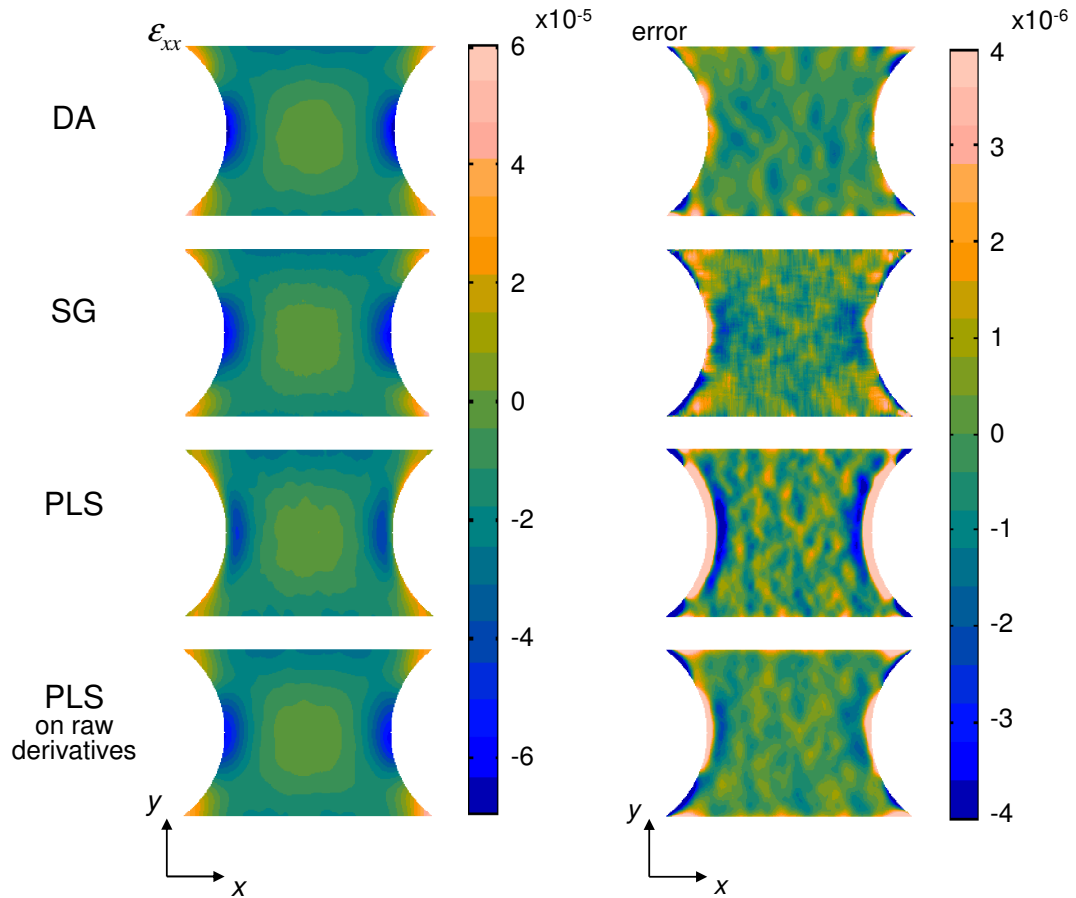 εxx
x10-5
error
x10-6
DA
SG
PLS
PLS
on raw
derivatives
6
4
2
0
-2
-4
-6
4
3
2
1
0
-1
-2
-3
-4
y
x
y
x